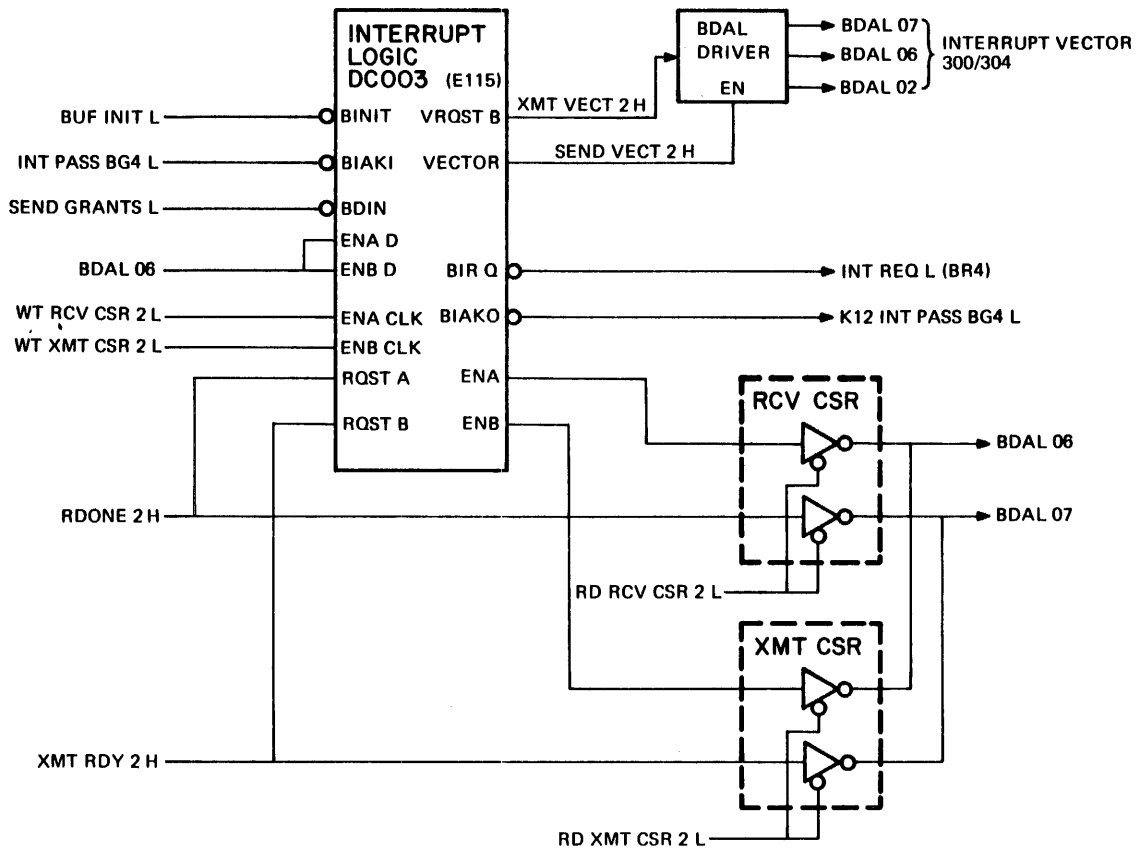 INTERRUPT
LOGIC
DC003 (E115)
BDAL
DRIVER
EN
BDAL 07
BDAL 06
BDAL 02
INTERRUPT VECTOR
300/304
XMT VECT 2 H
SEND VECT 2 H
BUF INIT L
BINIT
VRQST B
INT PASS BG4 L
BIAKI
VECTOR
SEND GRANTS L
BDIN
ENA D
BDAL 06
ENB D
BIR Q
INT REQ L (BR4)
WT RCV CSR 2 L
ENA CLK
BIAKO
K12 INT PASS BG4 L
WT XMT CSR 2 L
ENB CLK
RQST A
ENA
RQST B
ENB
RCV CSR
BDAL 06
RDONE 2 H
BDAL 07
RD RCV CSR 2 L
XMT CSR
XMT RDY 2 H
RD XMT CSR 2 L